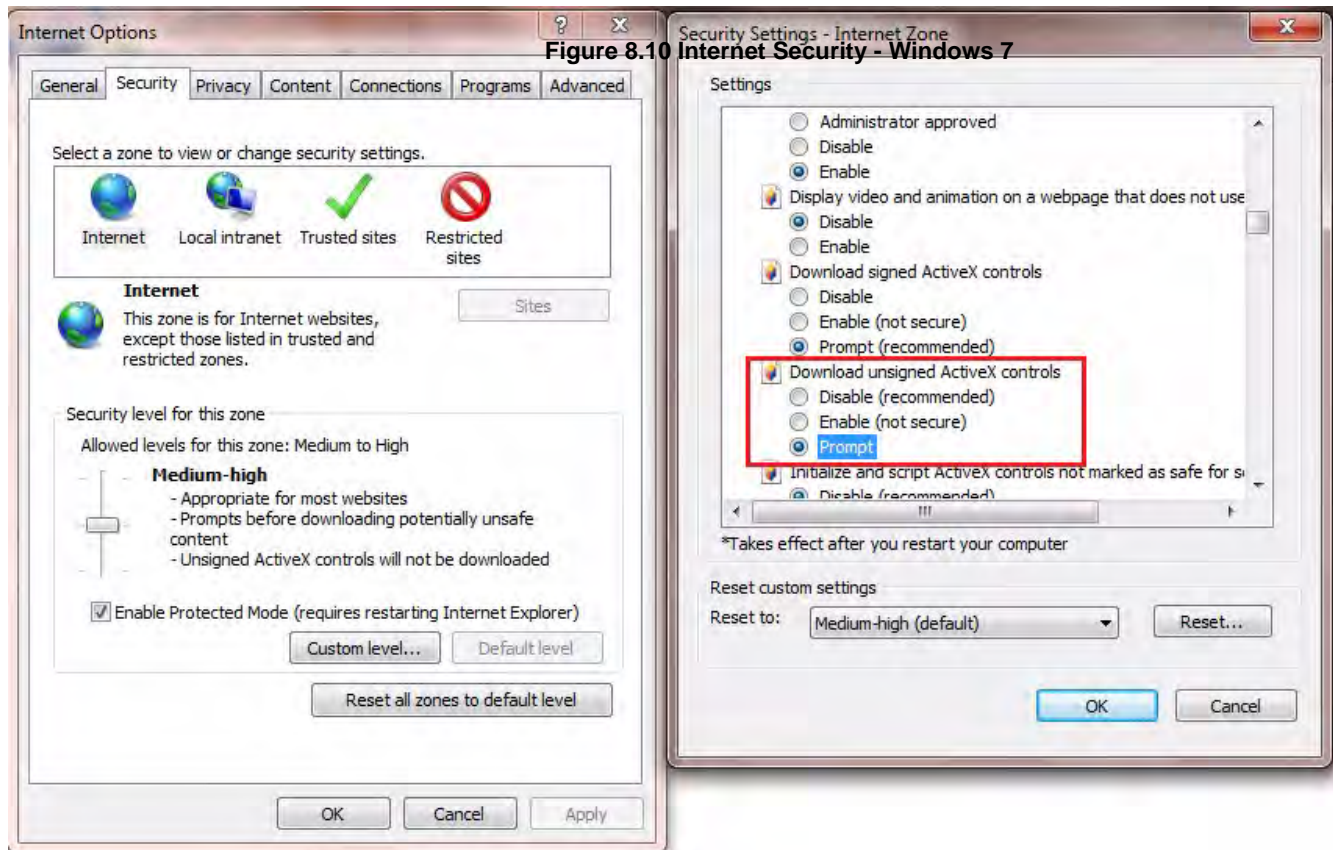 Internet Options
General Security Privacy Content Connections Programs Advanced
Select a zone to view or change security settings.
Internet Local intranet Trusted sites Restricted
sites
Internet
This zone is for Internet websites,
except those listed in trusted and
restricted zones.
Sites
Security level for this zone
Allowed levels for this zone: Medium to High
Medium-high
- Appropriate for most websites
- Prompts before downloading potentially unsafe
content
- Unsigned ActiveX controls will not be downloaded
Enable Protected Mode (requires restarting Internet Explorer)
Custom level... Default level
Reset all zones to default level
OK Cancel Apply
Security Settings - Internet Zone
Figure 8.10 Internet Security - Windows 7
Settings
Administrator approved
Disable
Enable
Display video and animation on a webpage that does not use
Disable
Enable
Download signed ActiveX controls
Disable
Enable (not secure)
Prompt (recommended)
Download unsigned ActiveX controls
Disable (recommended)
Enable (not secure)
Prompt
Initialize and script ActiveX controls not marked as safe for s
Disable (recommended)
*Takes effect after you restart your computer
Reset custom settings
Reset to: Medium-high (default) Reset...
OK Cancel